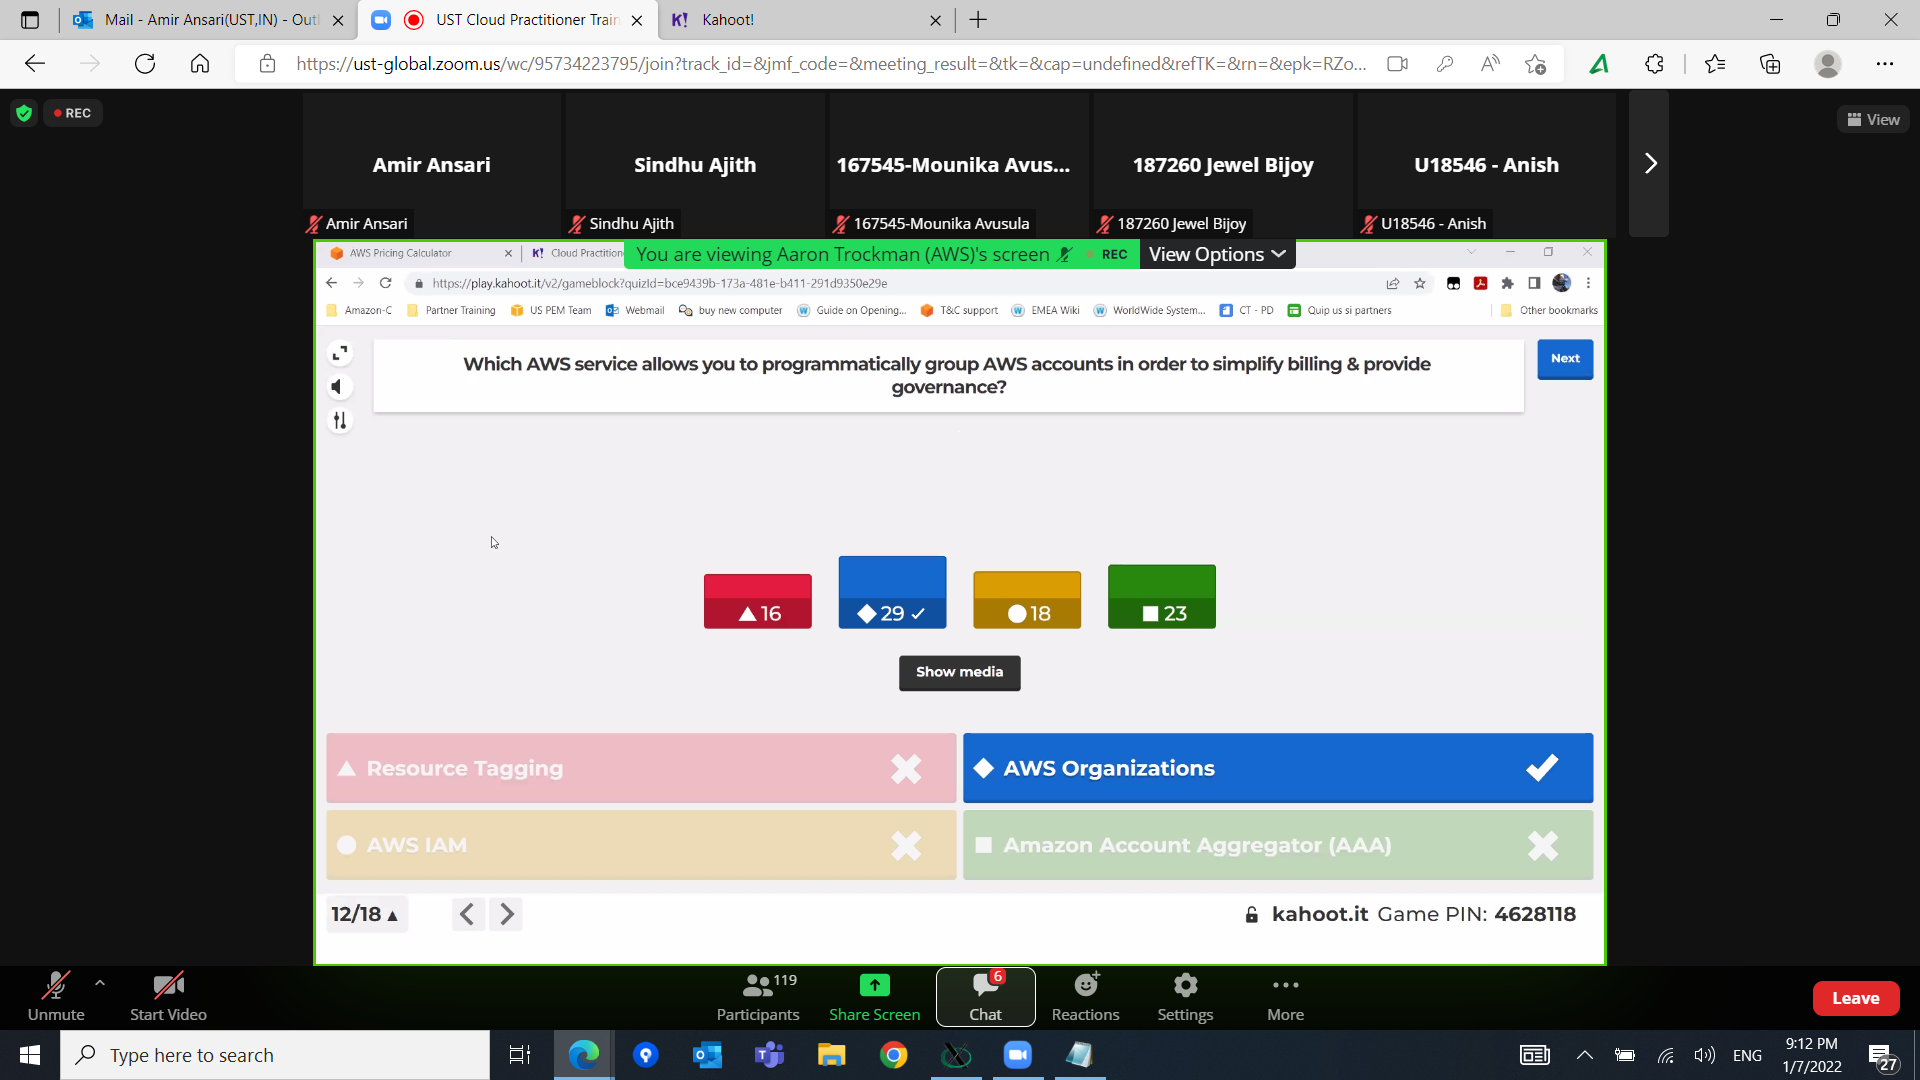 Mail - Amir Ansari(UST,IN) - Outl
UST Cloud Practitioner Train
Kahoot!
https://ust-global.zoom.us/wc/95734223795/join?track_id=&jmf_code=&meeting_result=&tk=&cap=undefined&refTK=&rn=&epk=RZo...
REC
View
Amir Ansari
Sindhu Ajith
167545-Mounika Avus...
187260 Jewel Bijoy
U18546 - Anish
Amir Ansari
Sindhu Ajith
167545-Mounika Avusula
187260 Jewel Bijoy
U18546 - Anish
AWS Pricing Calculator
K! Cloud Practition
You are viewing Aaron Trockman (AWS)'s screen
REC
View Options
https://play.kahoot.it/v2/gameblock?quizId=bce9439b-173a-481e-b411-291d9350e29e
Amazon-C
Partner Training
US PEM Team
Webmail
buy new computer
Guide on Opening...
T&C support
EMEA Wiki
WorldWide System...
CT - PD
Quip us si partners
Other bookmarks
Which AWS service allows you to programmatically group AWS accounts in order to simplify billing & provide
governance?
Next
16
29
18
23
Show media
Resource Tagging
AWS Organizations
AWS IAM
Amazon Account Aggregator (AAA)
12/18
kahoot.it Game PIN: 4628118
Unmute
Start Video
119
Participants
Share Screen
6
Chat
Reactions
Settings
More
Leave
Type here to search
ENG
9:12 PM
1/7/2022
27